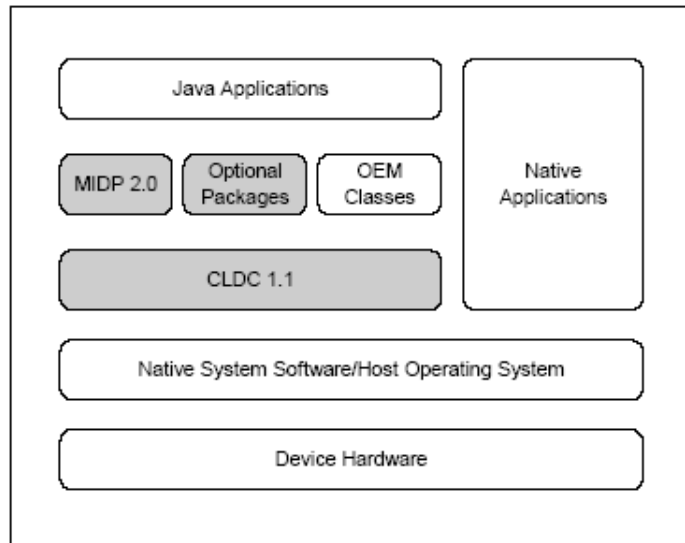 Java Applications
Native
Applications
MIDP 2.0
Optional
Packages
OEM
Classes
CLDC 1.1
Native System Software/Host Operating System
Device Hardware